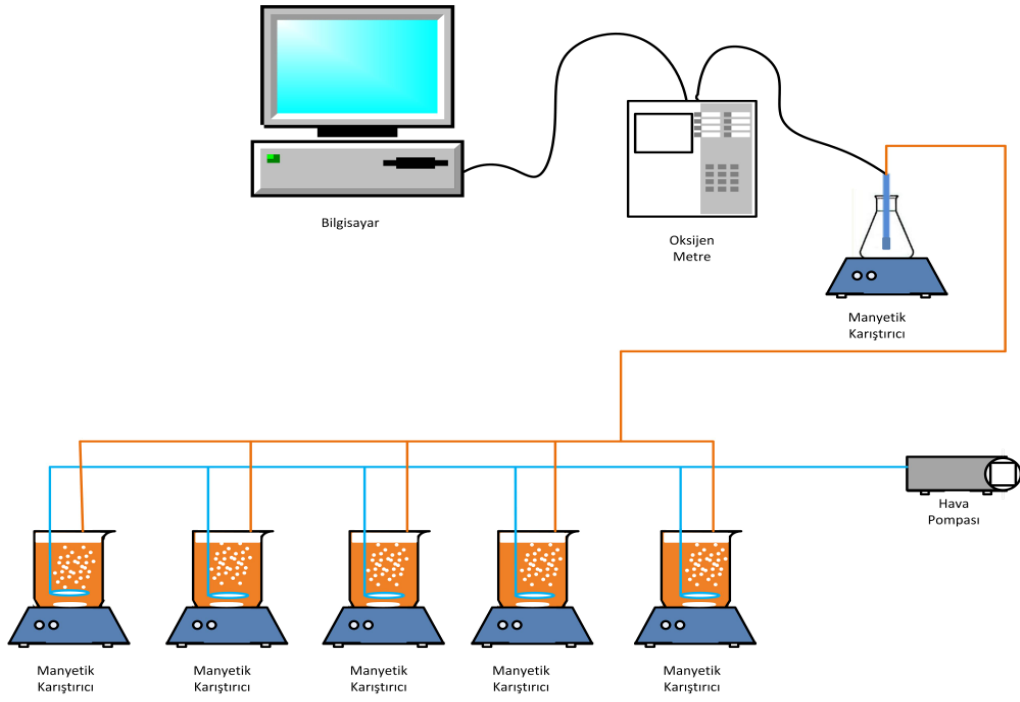 Bilgisayar
Oksijen
Metre
Manyetik
Karıştırıcı
Hava
Pompası
Manyetik
Karıştırıcı
Manyetik
Karıştırıcı
Manyetik
Karıştırıcı
Manyetik
Karıştırıcı
Manyetik
Karıştırıcı